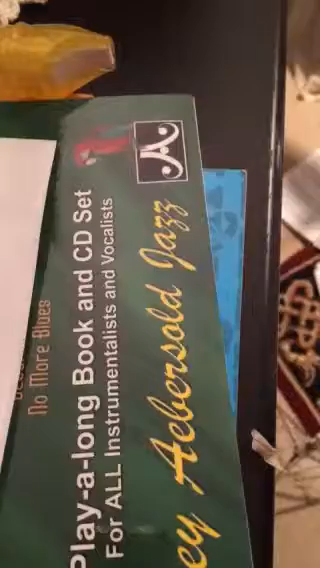 No More Blues
Play-a-long Book and CD Set
For ALL Instrumentalists and Vocalists
ey Aebersold Jazz